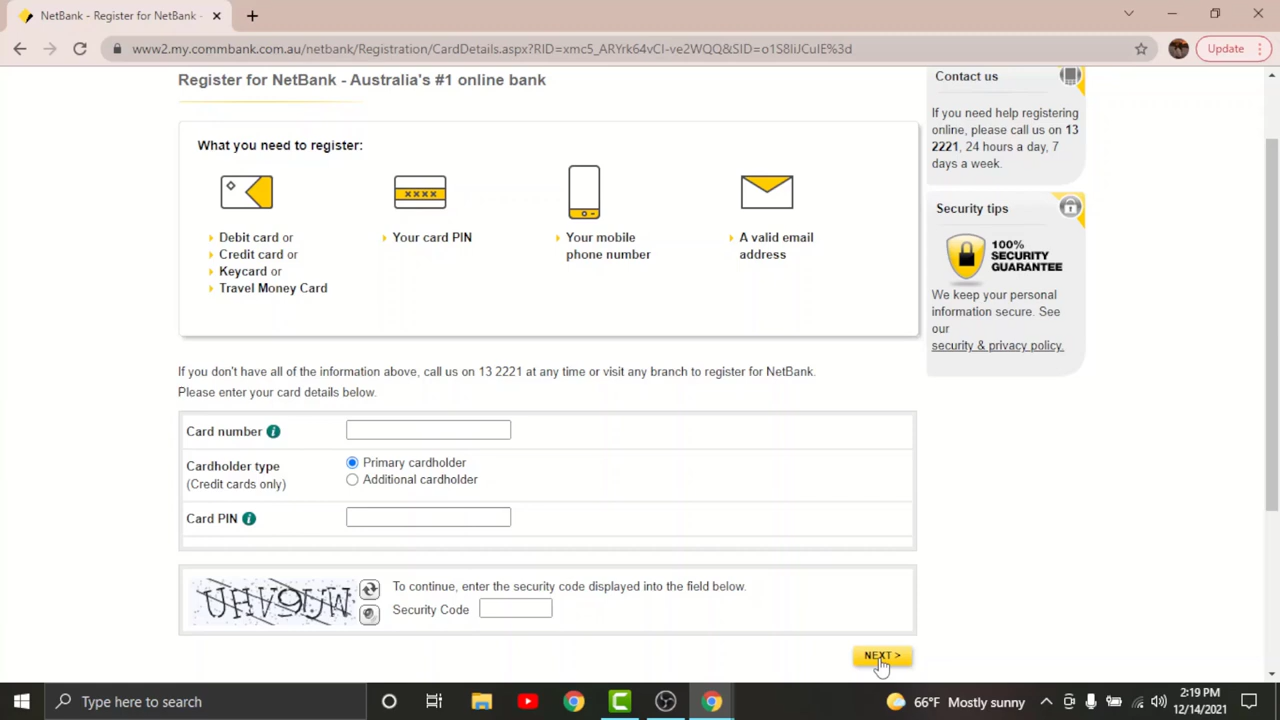 NetBank - Register for NetBank -
www2.my.commbank.com.au/netbank/Registration/CardDetails.aspx?RID=xmc5_ARYrk64vCI-ve2WQQ&SID=o1S8IiJCuIE%3d
Update
Register for NetBank - Australia's #1 online bank
What you need to register:
Debit card or
Credit card or
Keycard or
Travel Money Card
XXXX
Your card PIN
Your mobile
phone number
A valid email
address
Contact us
If you need help registering
online, please call us on 13
2221, 24 hours a day, 7
days a week.
Security tips
100%
SECURITY
GUARANTEE
We keep your personal
information secure. See
our
security & privacy policy.
If you don't have all of the information above, call us on 13 2221 at any time or visit any branch to register for NetBank.
Please enter your card details below.
Card number
Cardholder type
(Credit cards only)
Primary cardholder
Additional cardholder
Card PIN
To continue, enter the security code displayed into the field below.
Security Code
NEXT >
Type here to search
66°F Mostly sunny
2:19 PM
12/14/2021